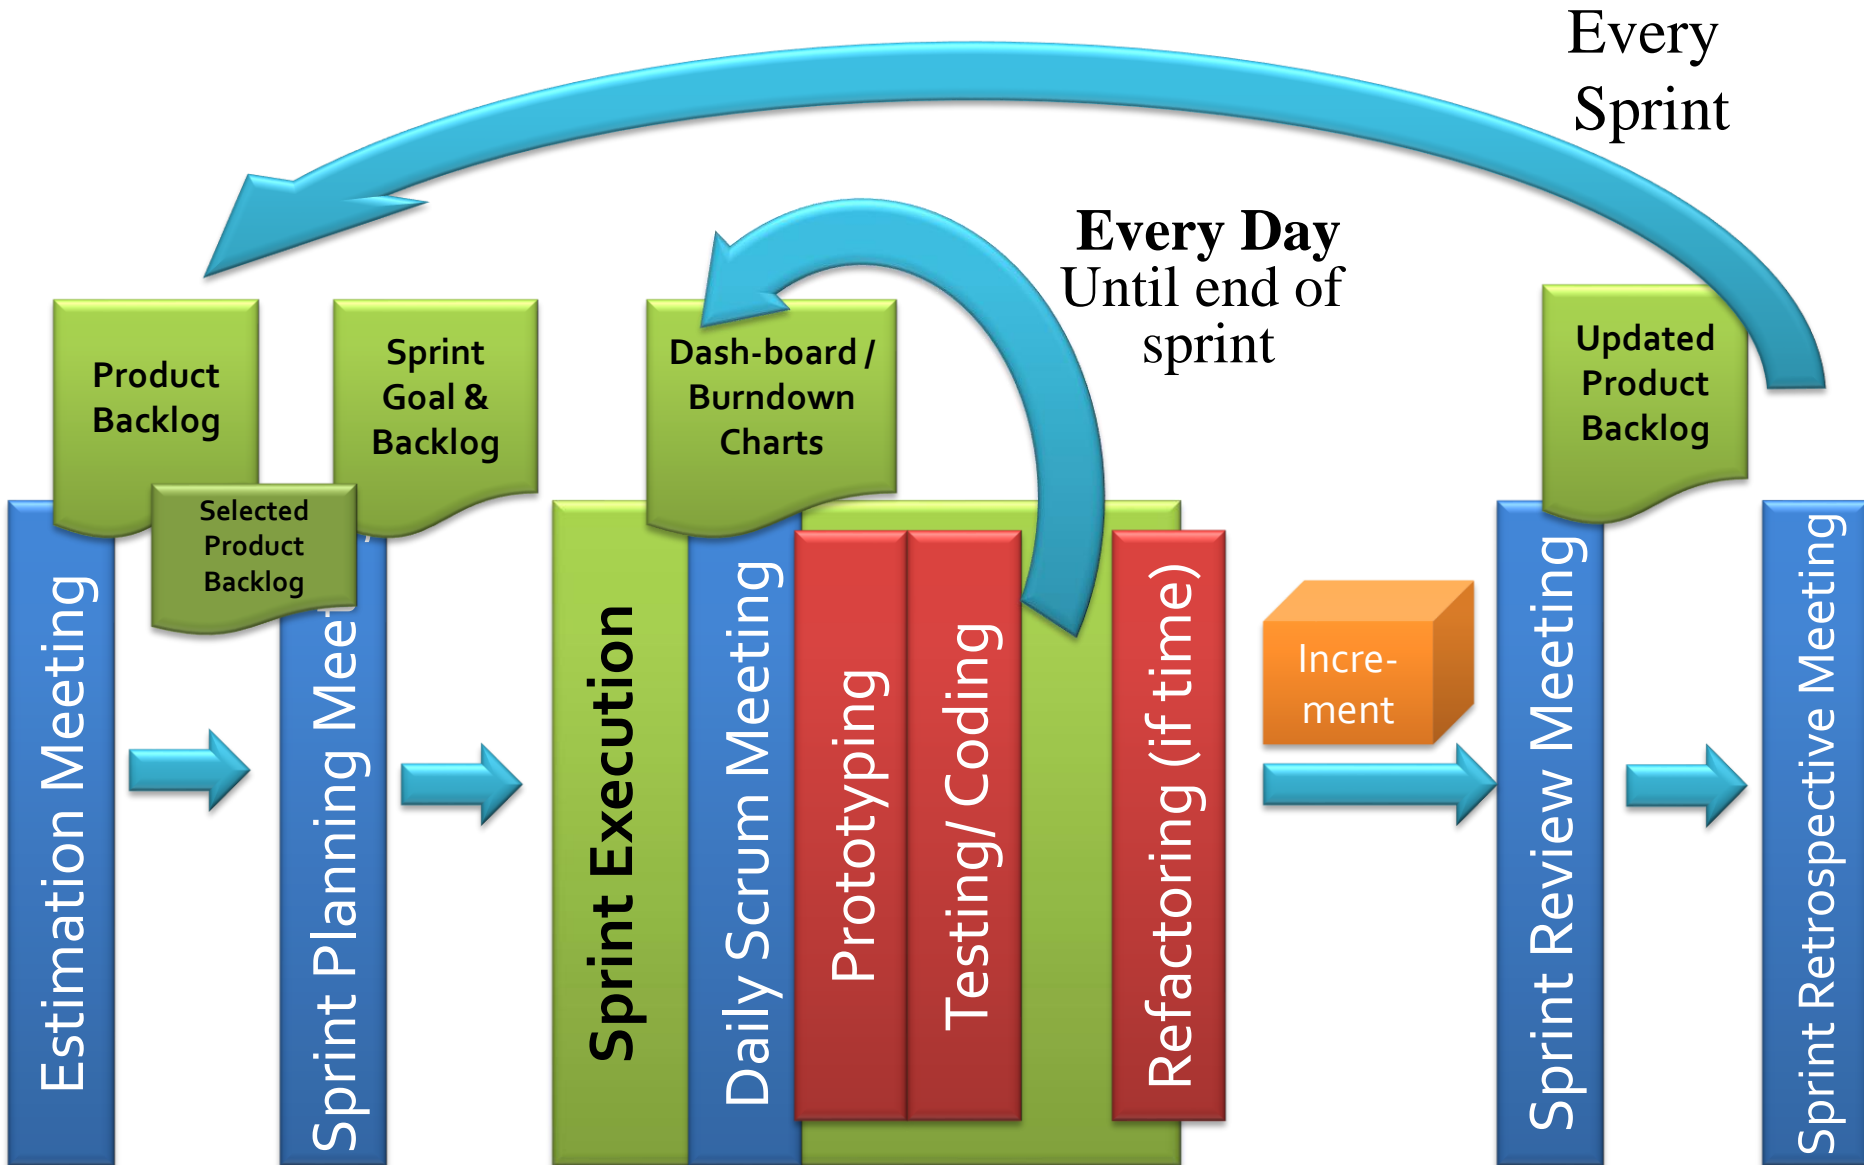 Every
Sprint
Every Day
Until end of
sprint
Product
Backlog
Sprint
Goal &
Backlog
Dash-board /
Burndown
Charts
Updated
Product
Backlog
Selected
Product
Backlog
Estimation Meeting
Sprint Planning
Sprint Execution
Daily Scrum Meeting
Prototyping
Testing/ Coding
Refactoring (if time)
Incre-
ment
Sprint Review Meeting
Sprint Retrospective Meeting